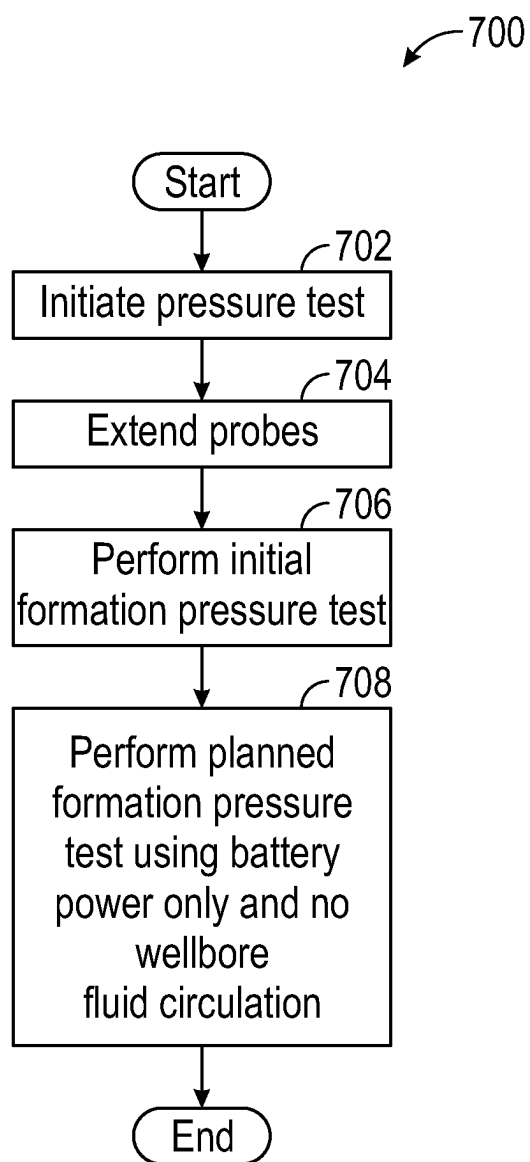 700
Start
702
Initiate pressure test
704
Extend probes
706
Perform initial
formation pressure test
708
Perform planned
formation pressure
test using battery
power only and no
wellbore
fluid circulation
End